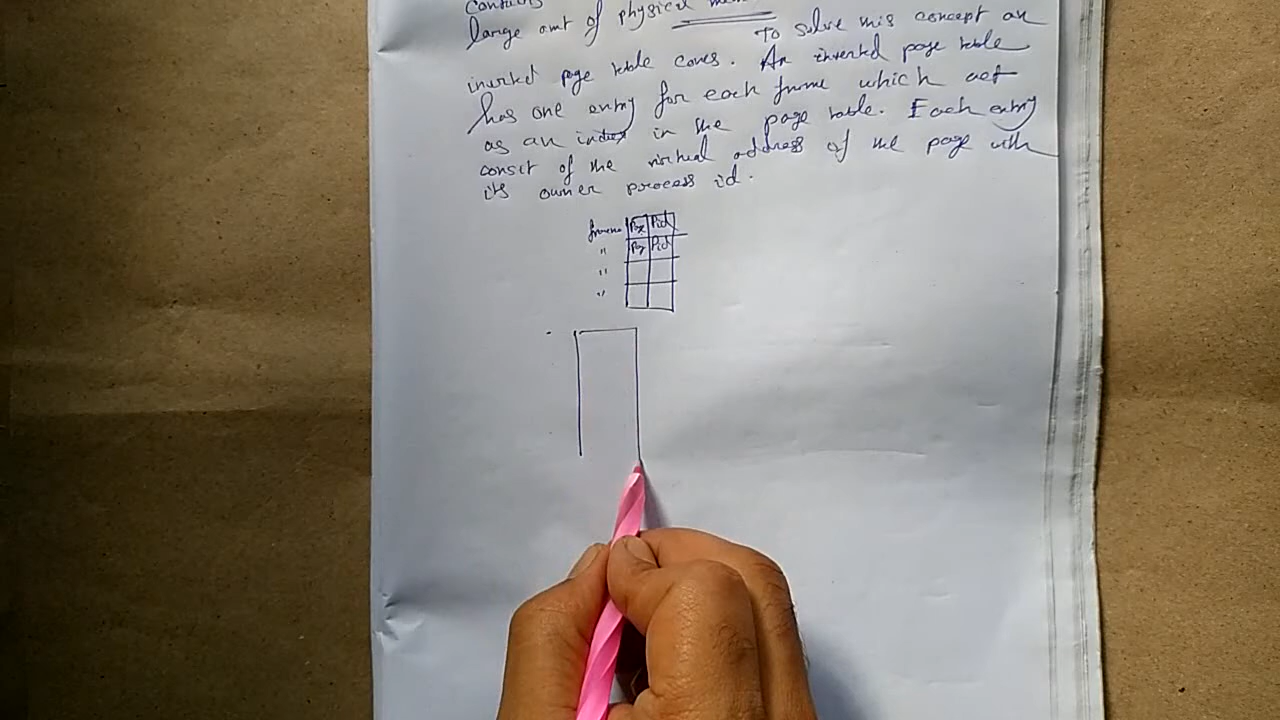 large amt of physical
To solve this concept an
inverted page table comes. An inverted page table
has one entry for each frame which act
as an index in the page table. Each entry
consist of the virtual address of the page with
its owner process id.
frame Pid
" Pid
"
"